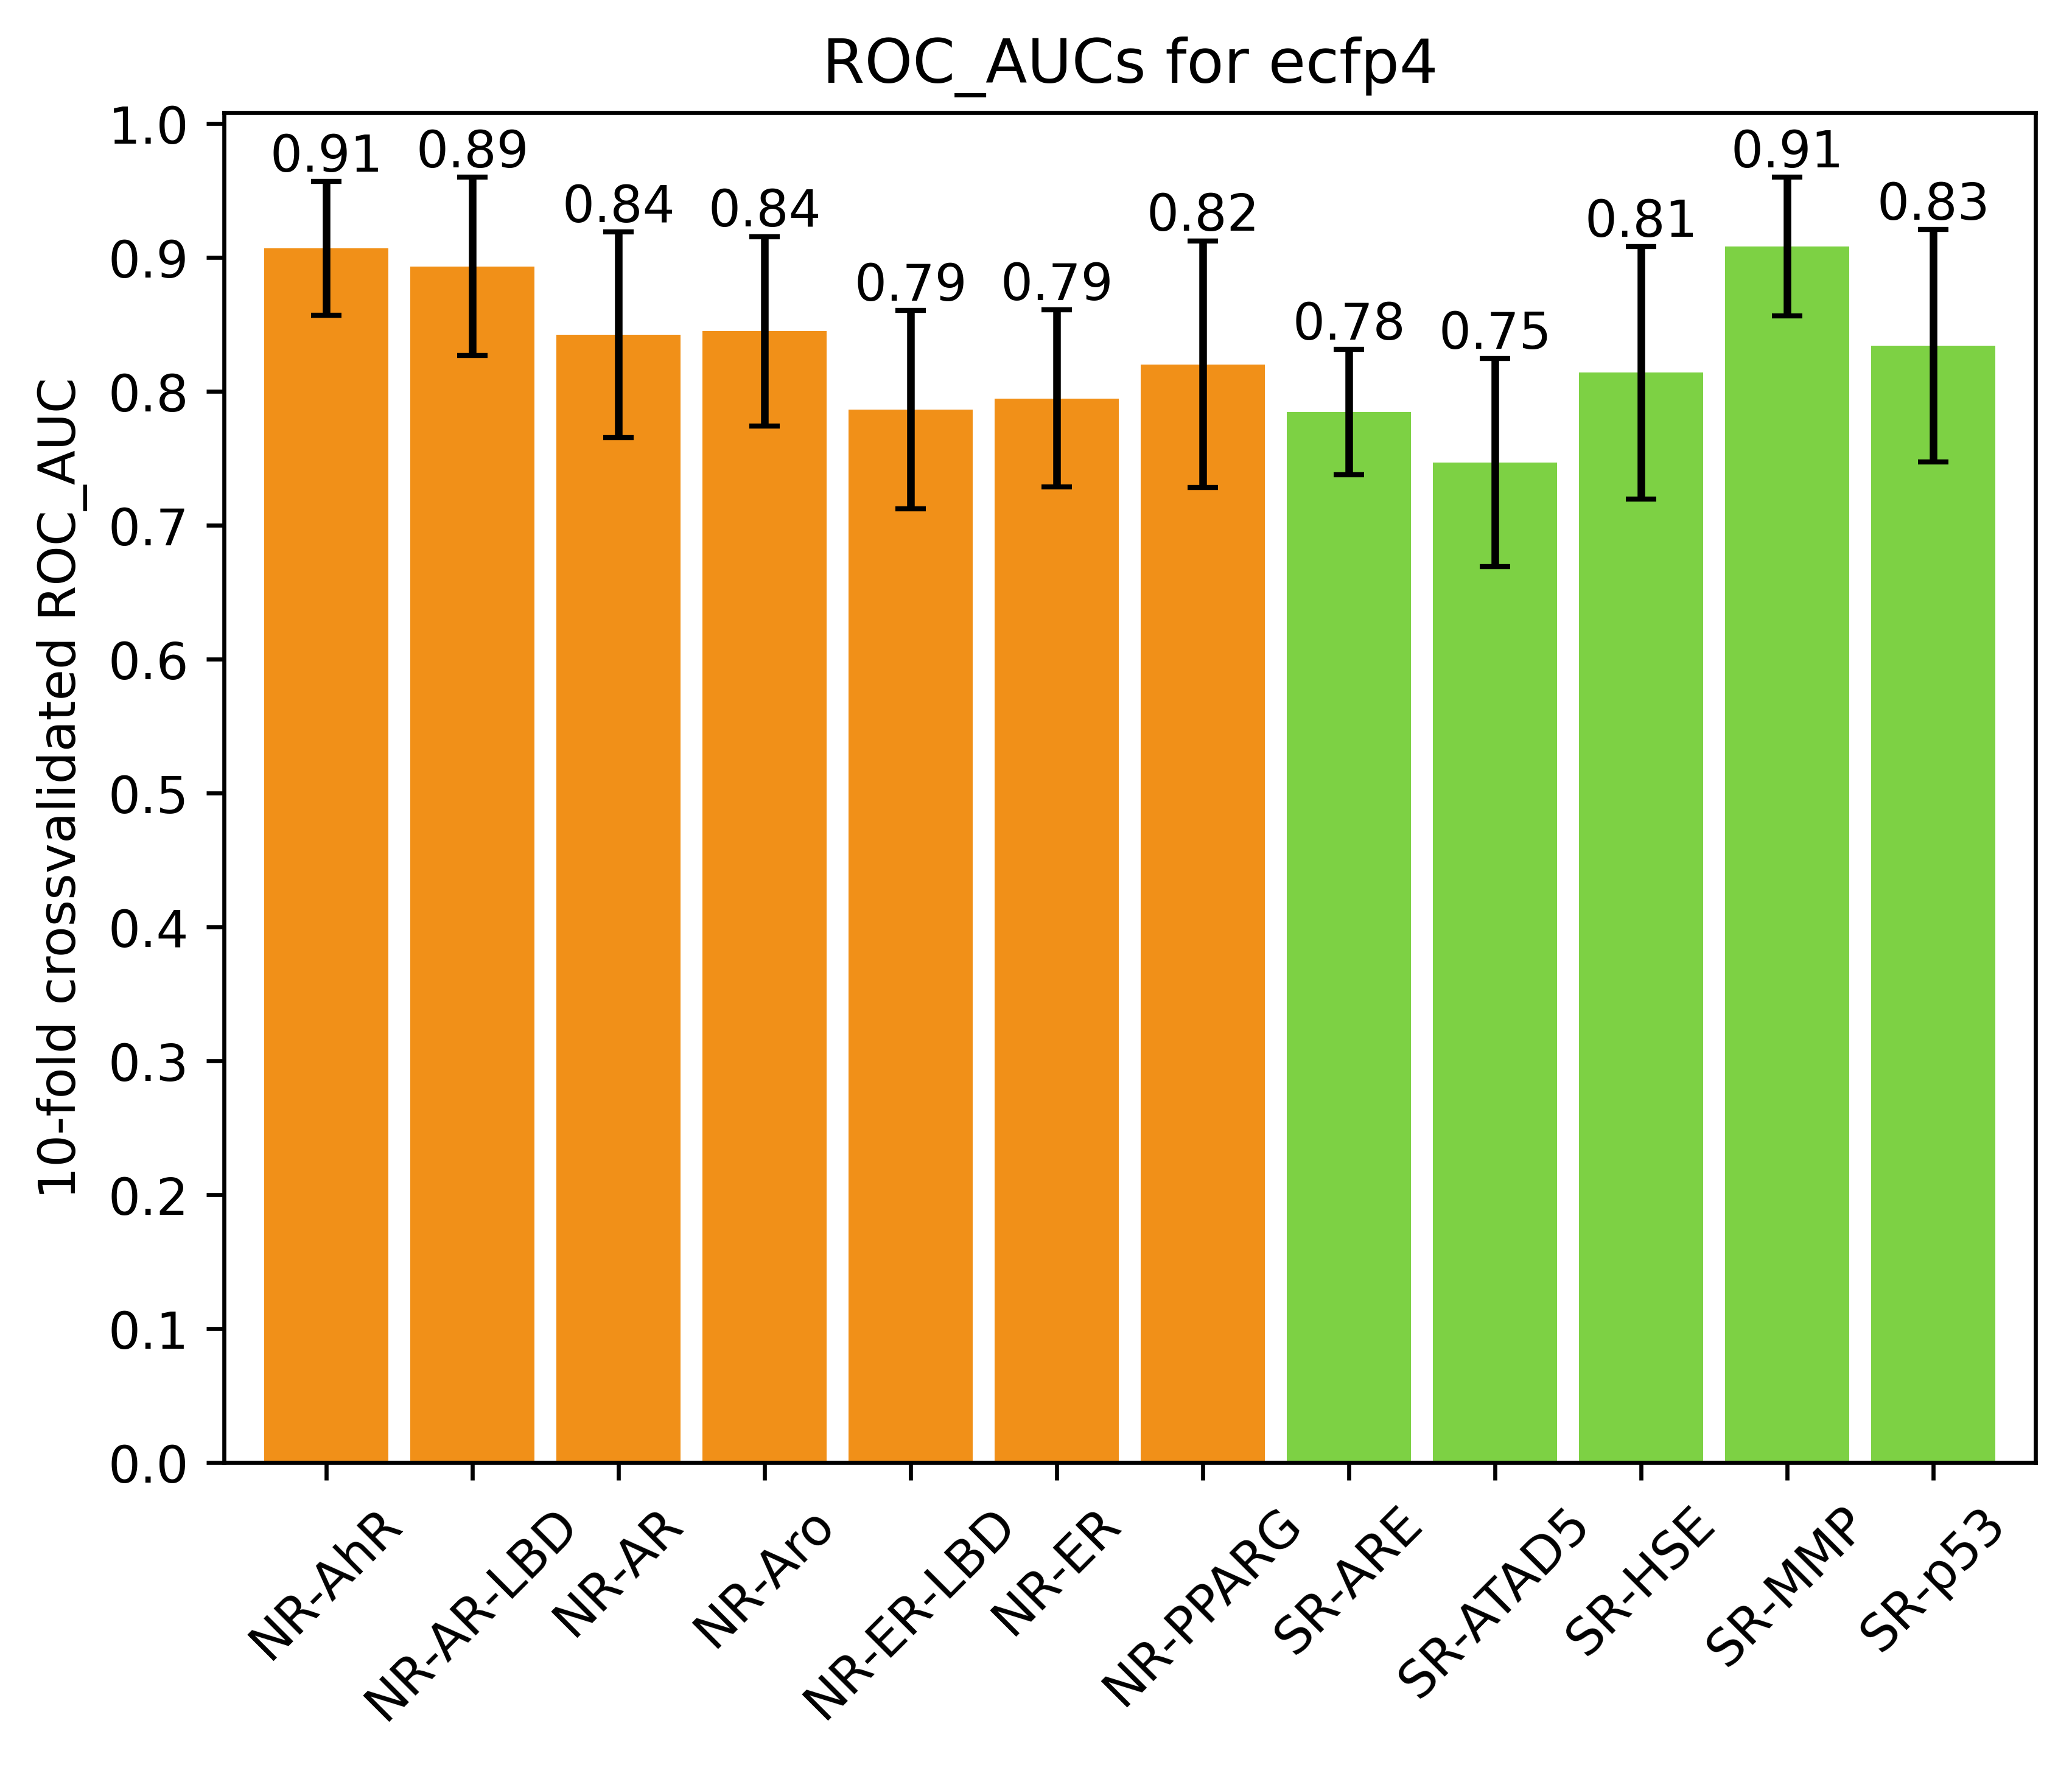 ROC_AUCs for ecfp4
10-fold crossvalidated ROC_AUC
1.0
0.9
0.8
0.7
0.6
0.5
0.4
0.3
0.2
0.1
0.0
0.91
0.89
0.84
0.84
0.79
0.79
0.82
0.78
0.75
0.81
0.91
0.83
NR-AhR
NR-AR-LBD
NR-AR
NR-Aro
NR-ER-LBD
NR-ER
NR-PPARG
SR-ARE
SR-ATAD5
SR-HSE
SR-MMP
SR-p53